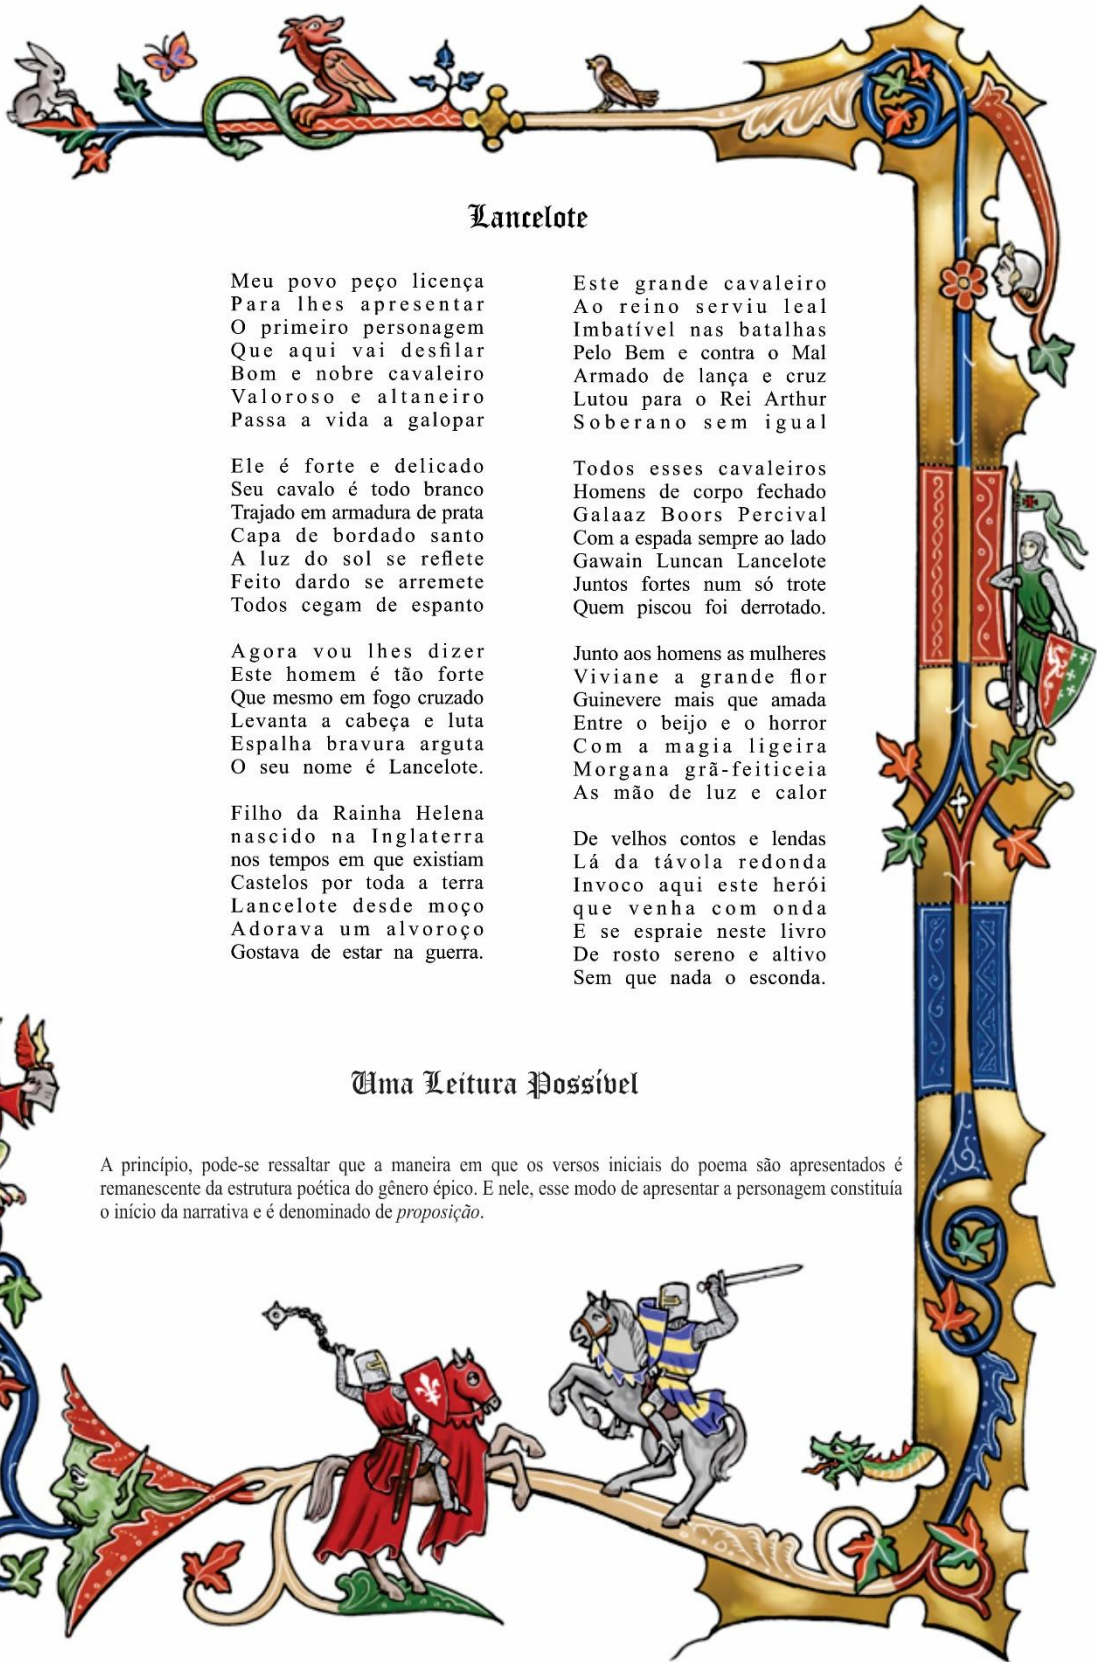 Lancelote
Meu povo peço licença
Para lhes apresentar
O primeiro personagem
Que aqui vai desfilar
Bom e nobre cavaleiro
Valoroso e altaneiro
Passa a vida a galopar
Ele é forte e delicado
Seu cavalo é todo branco
Trajado em armadura de prata
Capa de bordado santo
A luz do sol se reflete
Feito dardo se arremete
Todos cegam de espanto
Agora vou lhes dizer
Este homem é tão forte
Que mesmo em fogo cruzado
Levanta a cabeça e luta
Espalha bravura arguta
O seu nome é Lancelote.
Filho da Rainha Helena
nascido na Inglaterra
nos tempos em que existiam
Castelos por toda a terra
Lancelote desde moço
Adorava um alvoroço
Gostava de estar na guerra.
Este grande cavaleiro
Ao reino serviu leal
Imbatível nas batalhas
Pelo Bem e contra o Mal
Armado de lança e cruz
Lutou para o Rei Arthur
Soberano sem igual
Todos esses cavaleiros
Homens de corpo fechado
Galaaz Boors Percival
Com a espada sempre ao lado
Gawain Luncan Lancelote
Juntos fortes num só trote
Quem piscou foi derrotado.
Junto aos homens as mulheres
Viviane a grande flor
Guinevere mais que amada
Entre o beijo e o horror
Com a magia ligeira
Morgana grã-feiticeia
As mão de luz e calor
De velhos contos e lendas
Lá da távola redonda
Invoco aqui este herói
que venha com onda
E se espraie neste livro
De rosto sereno e altivo
Sem que nada o esconda.
Uma Leitura Possível
A princípio, pode-se ressaltar que a maneira em que os versos iniciais do poema são apresentados é
remanescente da estrutura poética do gênero épico. E nele, esse modo de apresentar a personagem constituía
o início da narrativa e é denominado de proposição.